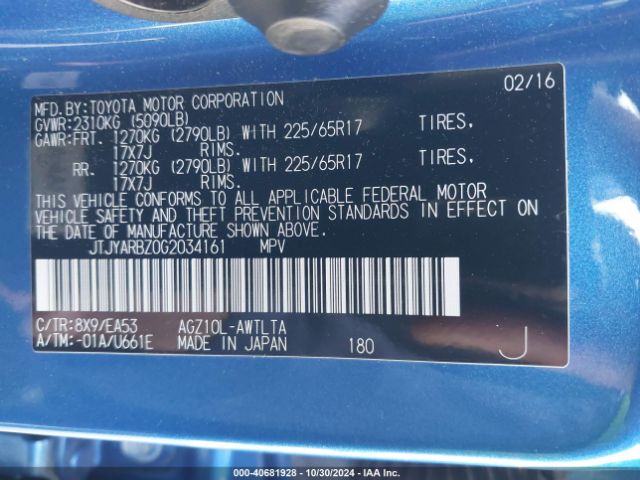 02/16
MFD.BY:TOYOTA MOTOR CORPORATION
GVWR:2310KG (5090LB)
GAWR:FRT. 1270KG (2790LB) WITH 225/65R17 TIRES,
17X7J RIMS.
RR. 1270KG (2790LB) WITH 225/65R17 TIRES,
17X7J RIMS.
THIS VEHICLE CONFORMS TO ALL APPLICABLE FEDERAL MOTOR
VEHICLE SAFETY AND THEFT PREVENTION STANDARDS IN EFFECT ON
THE DATE OF MANUFACTURE SHOWN ABOVE.
JTJYARBZ0G2034161 MPV
C/TR:8X9/EA53 AGZ10L-AWTLTA
A/TM:-01A/U661E MADE IN JAPAN 180 J
000-40681928 - 10/30/2024 - IAA Inc.